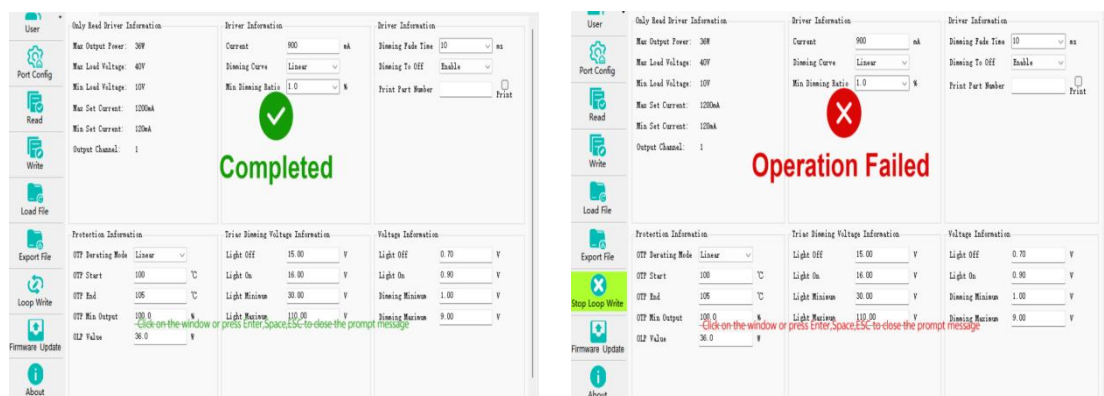 User
Port Config
Read
Write
Load File
Export File
Loop Write
Firmware Update
About
Only Read Driver Information
Max Output Power: 36W
Max Load Voltage: 40V
Min Load Voltage: 10V
Max Set Current: 1200mA
Min Set Current: 120mA
Output Channel: 1
Driver Information
Current 900 mA
Dimming Curve Linear
Min Dimming Ratio 1.0 %
Driver Information
Dimming Fade Time 10 ms
Dimming To Off Enable
Print Part Number Print
Completed
Protection Information
OTP Derating Mode Linear
OTP Start 100 ℃
OTP End 105 ℃
OTP Min Output 100.0 %
OLP Value 36.0 W
Triac Dimming Voltage Information
Light Off 15.00 V
Light On 16.00 V
Light Minimum 30.00 V
Light Maximum 110.00 V
Voltage Information
Light Off 0.70 V
Light On 0.90 V
Dimming Minimum 1.00 V
Dimming Maximum 9.00 V
Click on the window or press Enter,Space,ESC to close the prompt message
User
Port Config
Read
Write
Load File
Export File
Stop Loop Write
Firmware Update
About
Only Read Driver Information
Max Output Power: 36W
Max Load Voltage: 40V
Min Load Voltage: 10V
Max Set Current: 1200mA
Min Set Current: 120mA
Output Channel: 1
Driver Information
Current 900 mA
Dimming Curve Linear
Min Dimming Ratio 1.0 %
Driver Information
Dimming Fade Time 10 ms
Dimming To Off Enable
Print Part Number Print
Operation Failed
Protection Information
OTP Derating Mode Linear
OTP Start 100 ℃
OTP End 105 ℃
OTP Min Output 100.0 %
OLP Value 36.0 W
Triac Dimming Voltage Information
Light Off 15.00 V
Light On 16.00 V
Light Minimum 30.00 V
Light Maximum 110.00 V
Voltage Information
Light Off 0.70 V
Light On 0.90 V
Dimming Minimum 1.00 V
Dimming Maximum 9.00 V
Click on the window or press Enter,Space,ESC to close the prompt message